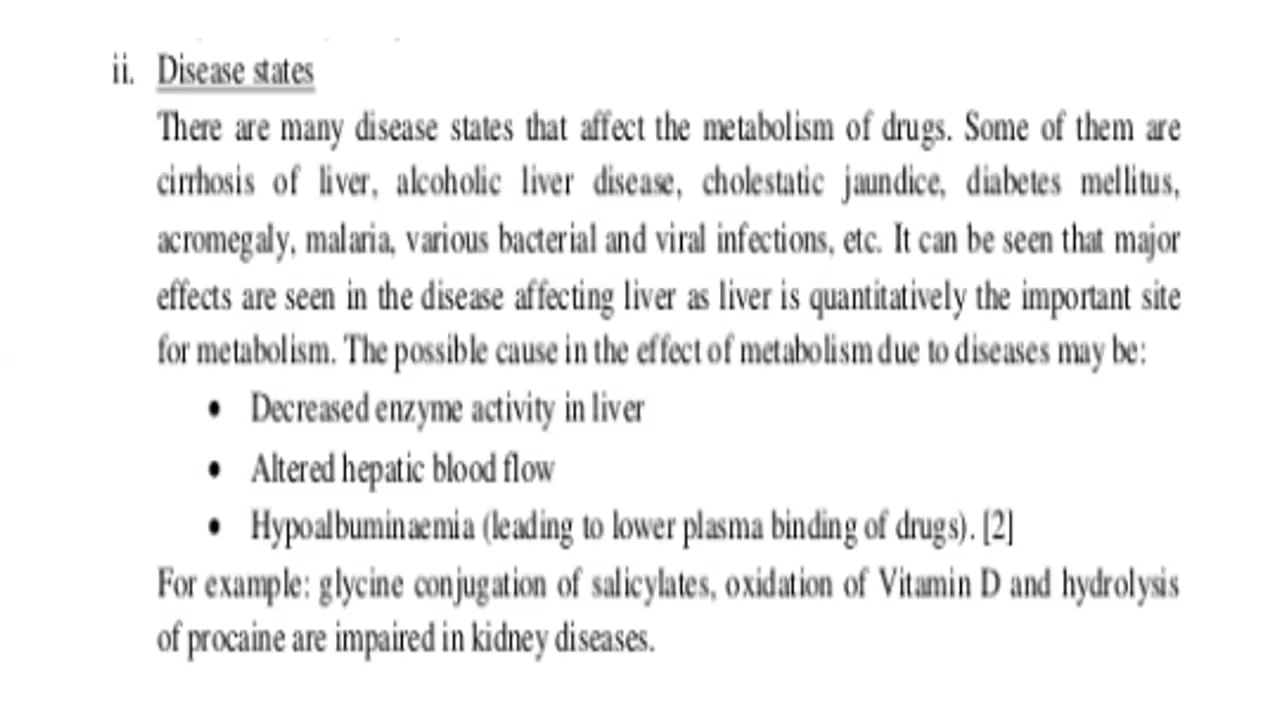 ii. Disease states
There are many disease states that affect the metabolism of drugs. Some of them are
cirrhosis of liver, alcoholic liver disease, cholestatic jaundice, diabetes mellitus,
acromegaly, malaria, various bacterial and viral infections, etc. It can be seen that major
effects are seen in the disease affecting liver as liver is quantitatively the important site
for metabolism. The possible cause in the effect of metabolism due to diseases may be:
• Decreased enzyme activity in liver
• Altered hepatic blood flow
• Hypoalbuminaemia (leading to lower plasma binding of drugs). [2]
For example: glycine conjugation of salicylates, oxidation of Vitamin D and hydrolysis
of procaine are impaired in kidney diseases.